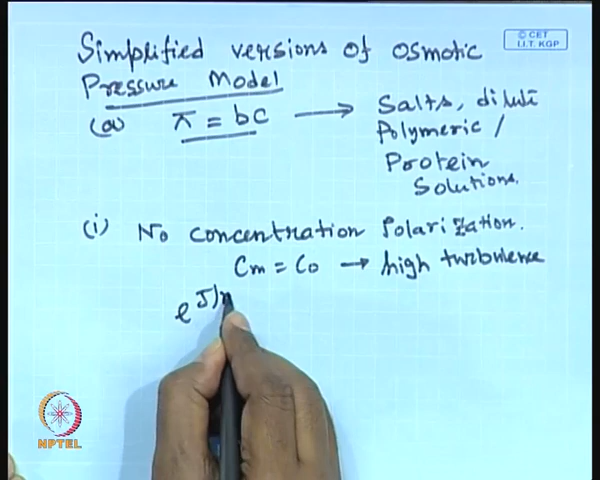 Simplified versions of Osmotic
© CET
I.I.T. KGP
Pressure Model
(a) π = bC → Salts, dilute
Polymeric /
Protein
Solutions.
(i) No concentration Polarization.
Cm = C0 → high turbulence
e^J/
NPTEL